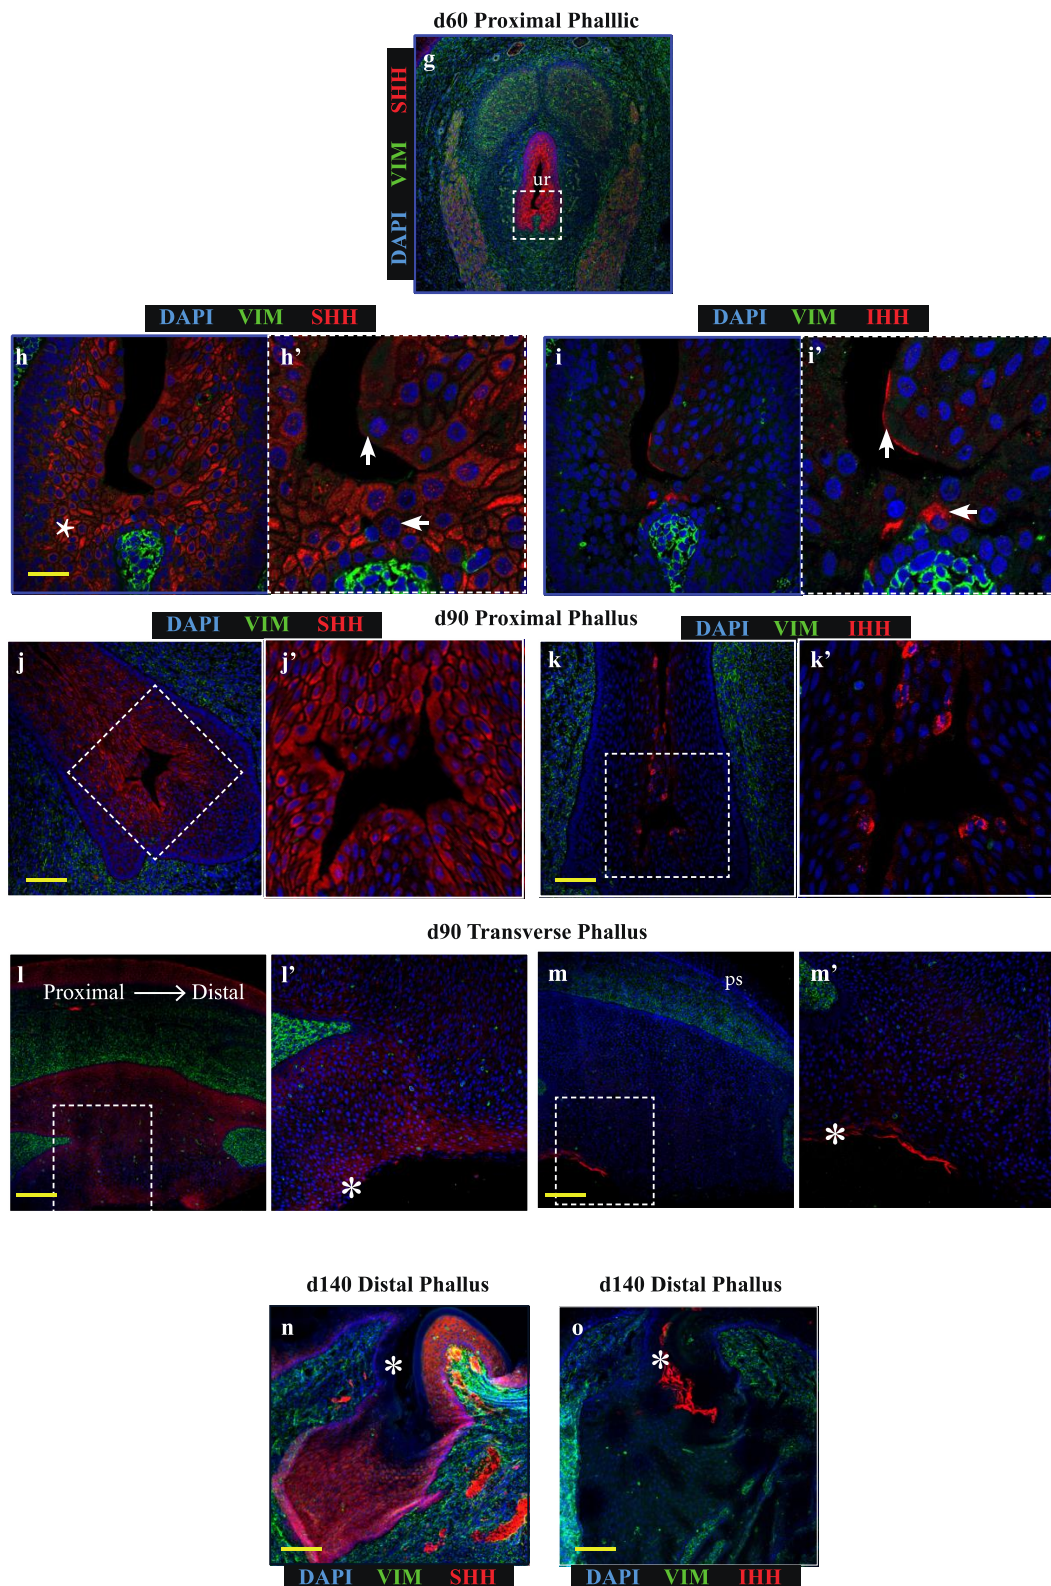 d60 Proximal Phalllic
g
DAPI VIM SHH
ur
DAPI VIM SHH
DAPI VIM IHH
h
h’
i
i’
DAPI VIM SHH
d90 Proximal Phallus
DAPI VIM IHH
j
j’
k
k’
d90 Transverse Phallus
l
Proximal → Distal
l’
m
ps
m’
*
*
d140 Distal Phallus
d140 Distal Phallus
n
*
o
*
DAPI VIM SHH
DAPI VIM IHH